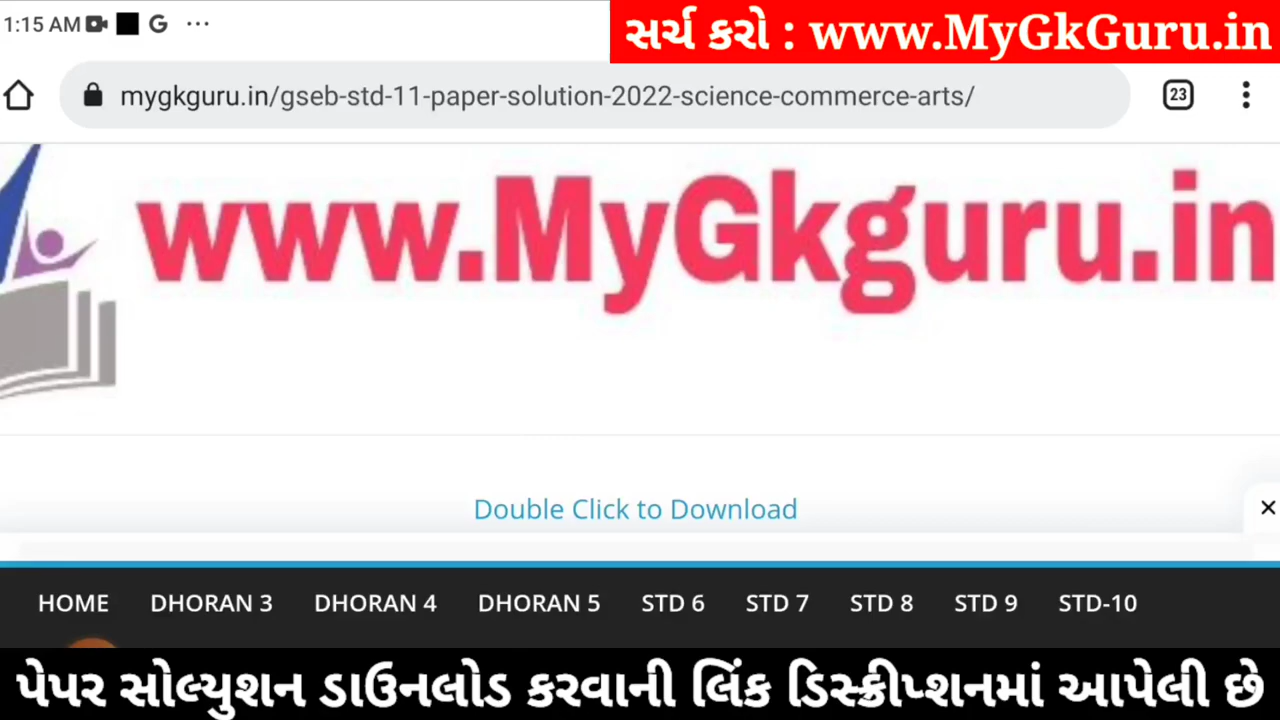 1:15 AM G ...
સર્ચ કરો : www.MyGkGuru.in
mygkguru.in/gseb-std-11-paper-solution-2022-science-commerce-arts/
23
www.MyGkguru.in
Double Click to Download
HOME DHORAN 3 DHORAN 4 DHORAN 5 STD 6 STD 7 STD 8 STD 9 STD-10
પેપર સોલ્યુશન ડાઉનલોડ કરવાની લિંક ડિસ્ક્રીપ્શનમાં આપેલી છે